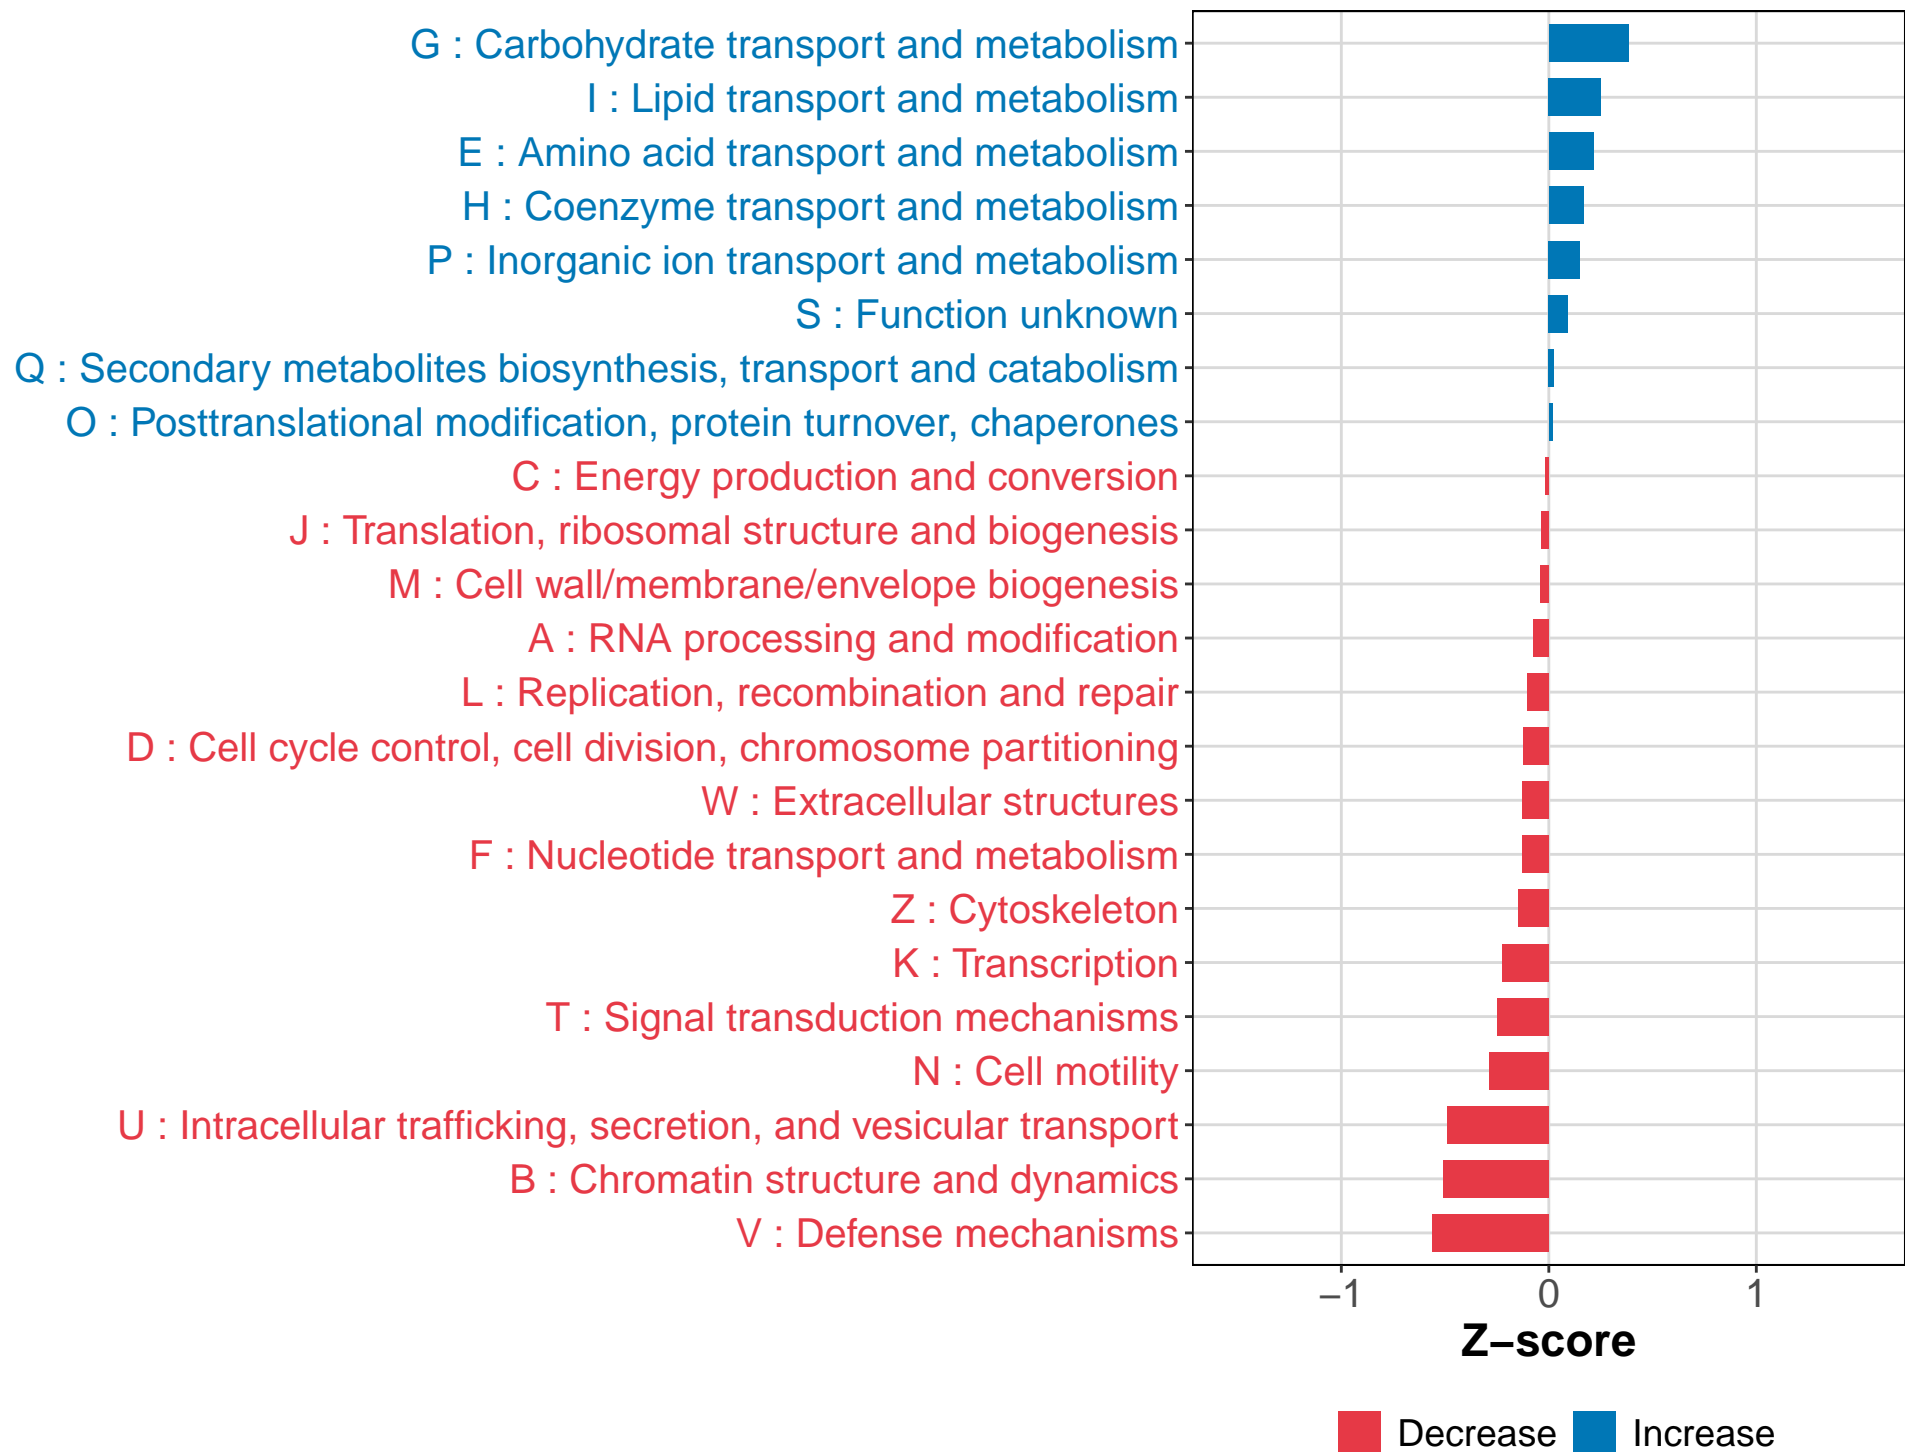 G : Carbohydrate transport and metabolism
I : Lipid transport and metabolism
E : Amino acid transport and metabolism
H : Coenzyme transport and metabolism
P : Inorganic ion transport and metabolism
S : Function unknown
Q : Secondary metabolites biosynthesis, transport and catabolism
O : Posttranslational modification, protein turnover, chaperones
C : Energy production and conversion
J : Translation, ribosomal structure and biogenesis
M : Cell wall/membrane/envelope biogenesis
A : RNA processing and modification
L : Replication, recombination and repair
D : Cell cycle control, cell division, chromosome partitioning
W : Extracellular structures
F : Nucleotide transport and metabolism
Z : Cytoskeleton
K : Transcription
T : Signal transduction mechanisms
N : Cell motility
U : Intracellular trafficking, secretion, and vesicular transport
B : Chromatin structure and dynamics
V : Defense mechanisms
−1 0 1
Z−score
Decrease Increase